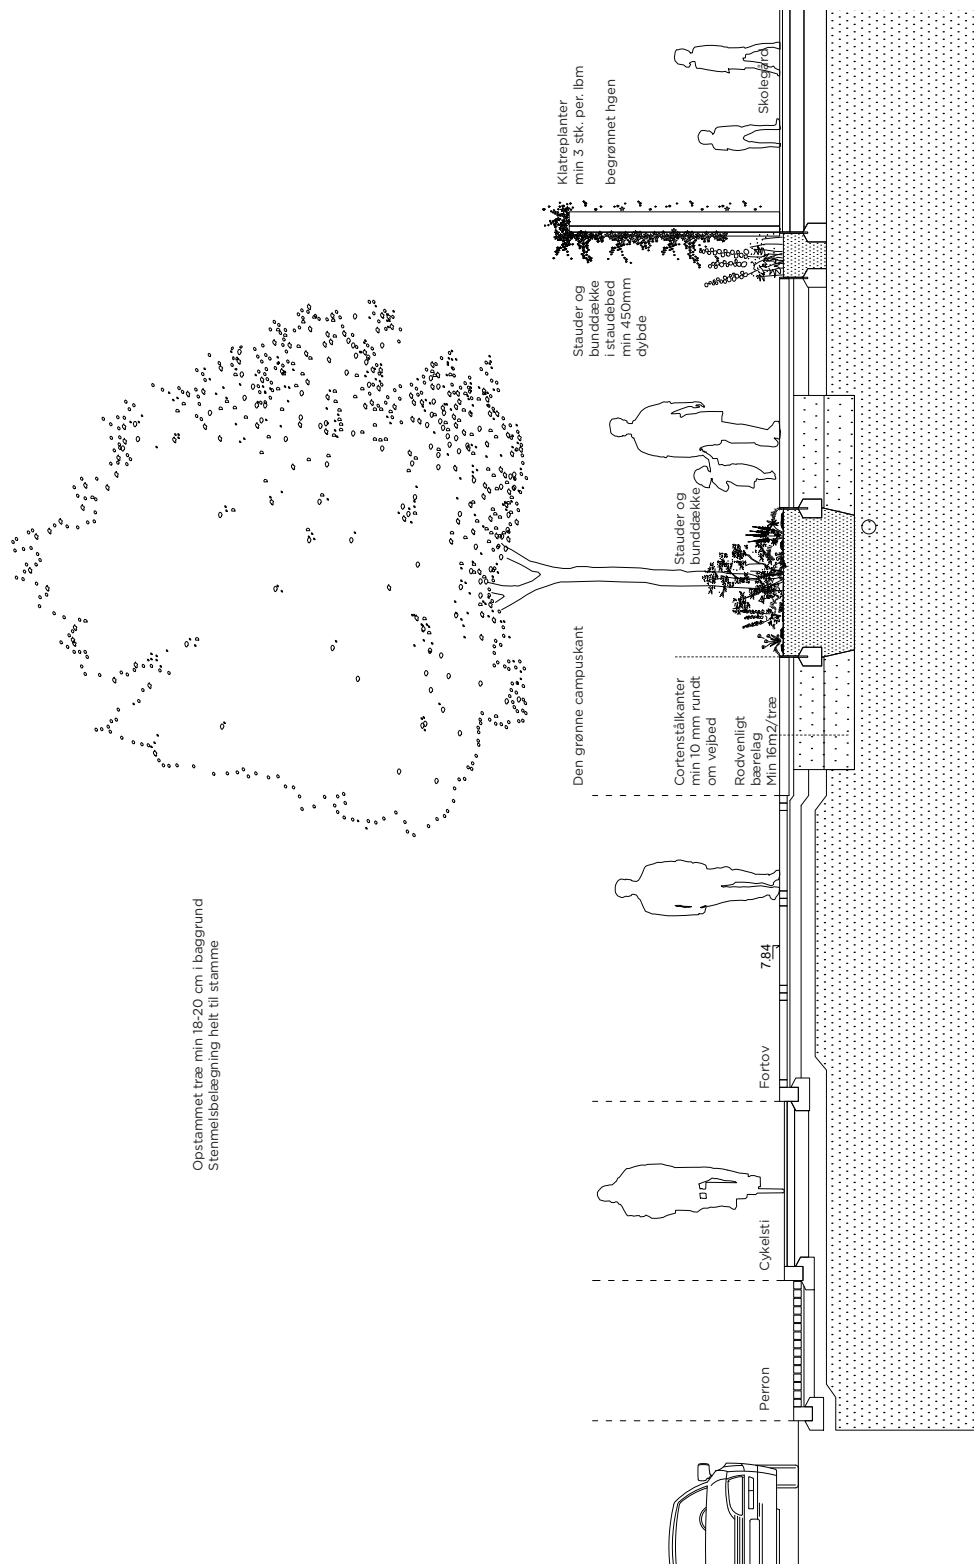 Opstammet træ min 18-20 cm i baggrund
Stenmelsbelægning helt til stamme
Den grønne campuskant
Stauder og
bunddække
i staudebed
min 450mm
dybde
Klatreplanter
min 3 stk. per. lbm
begrønnet hgen
Cortenstålkanter
min 10 mm rundt
om vejbed
Rodvenligt
bærelag
Min 16m2/træ
Stauder og
bunddække
Perron
Cykelsti
Fortov
7.84
Skolegård